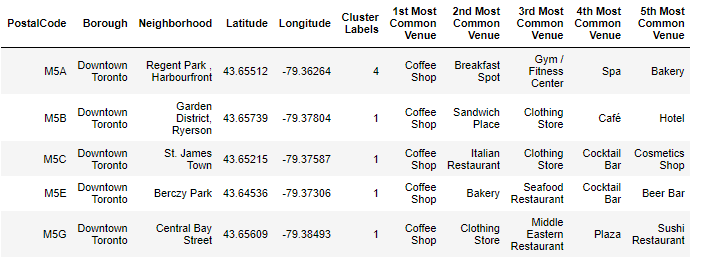 PostalCode Borough Neighborhood Latitude Longitude Cluster Labels 1st Most Common Venue 2nd Most Common Venue 3rd Most Common Venue 4th Most Common Venue 5th Most Common Venue
M5A Downtown Toronto Regent Park , Harbourfront 43.65512 -79.36264 4 Coffee Shop Breakfast Spot Gym / Fitness Center Spa Bakery
M5B Downtown Toronto Garden District, Ryerson 43.65739 -79.37804 1 Coffee Shop Sandwich Place Clothing Store Café Hotel
M5C Downtown Toronto St. James Town 43.65215 -79.37587 1 Coffee Shop Italian Restaurant Clothing Store Cocktail Bar Cosmetics Shop
M5E Downtown Toronto Berczy Park 43.64536 -79.37306 1 Coffee Shop Bakery Seafood Restaurant Cocktail Bar Beer Bar
M5G Downtown Toronto Central Bay Street 43.65609 -79.38493 1 Coffee Shop Clothing Store Middle Eastern Restaurant Plaza Sushi Restaurant